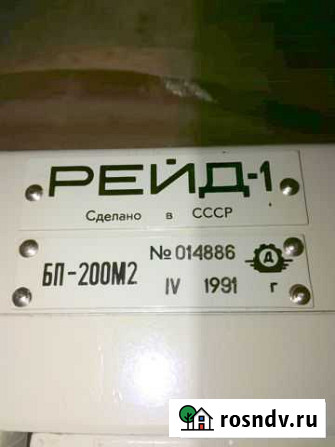 РЕЙД-1
Сделано в СССР
№ 014886
БП-200М2
Д
IV 1991 г
rosndv.ru